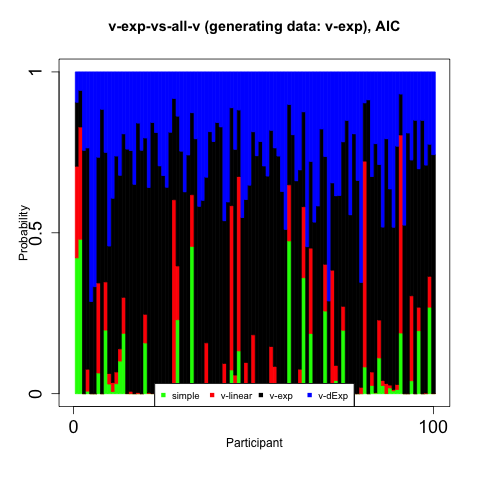 v-exp-vs-all-v (generating data: v-exp), AIC
1
0.5
0
Probability
simple v-linear v-exp v-dExp
0 100
Participant